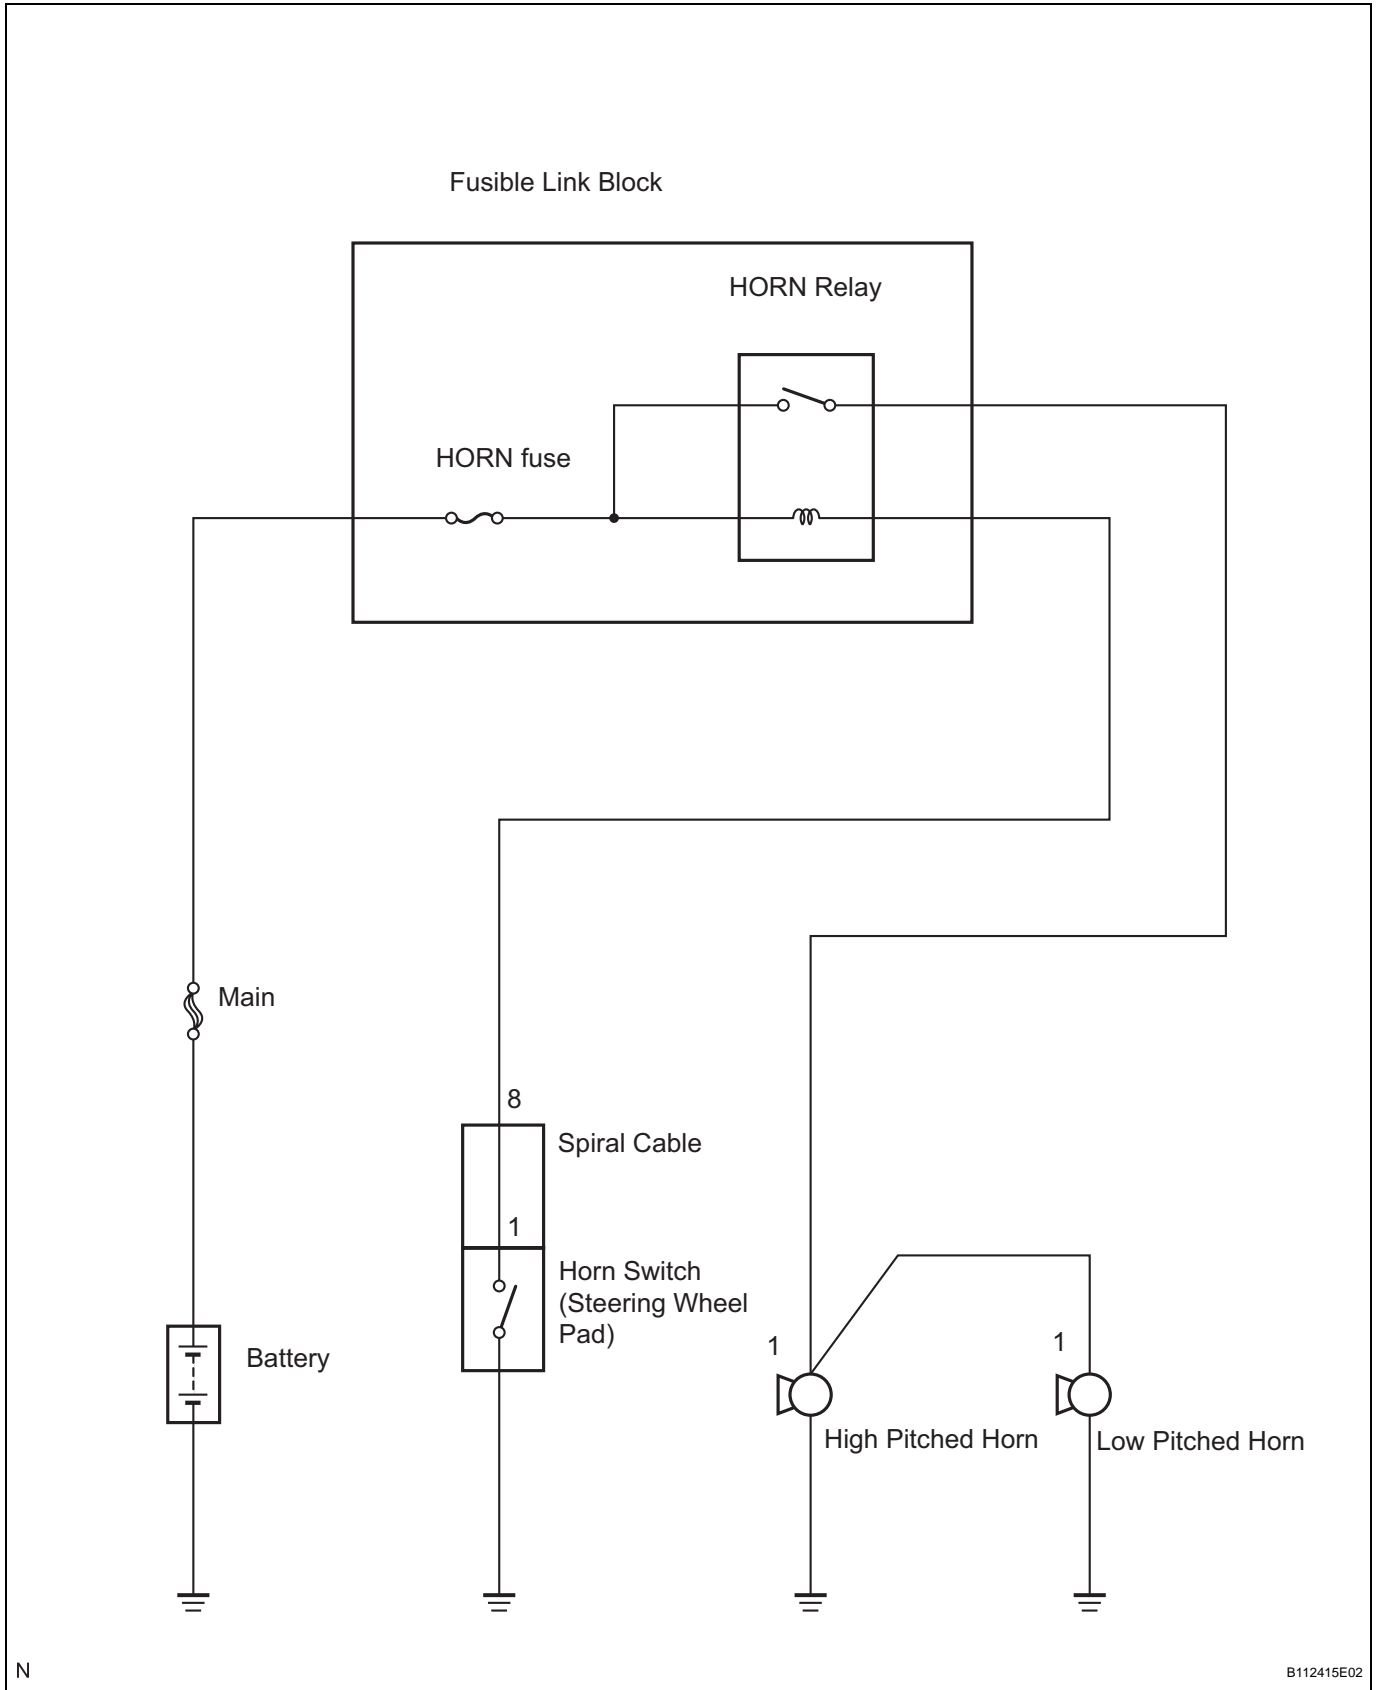 Fusible Link Block
HORN Relay
HORN fuse
Main
8
Spiral Cable
1
Horn Switch
(Steering Wheel
Pad)
1
1
Battery
High Pitched Horn
Low Pitched Horn
N
B112415E02